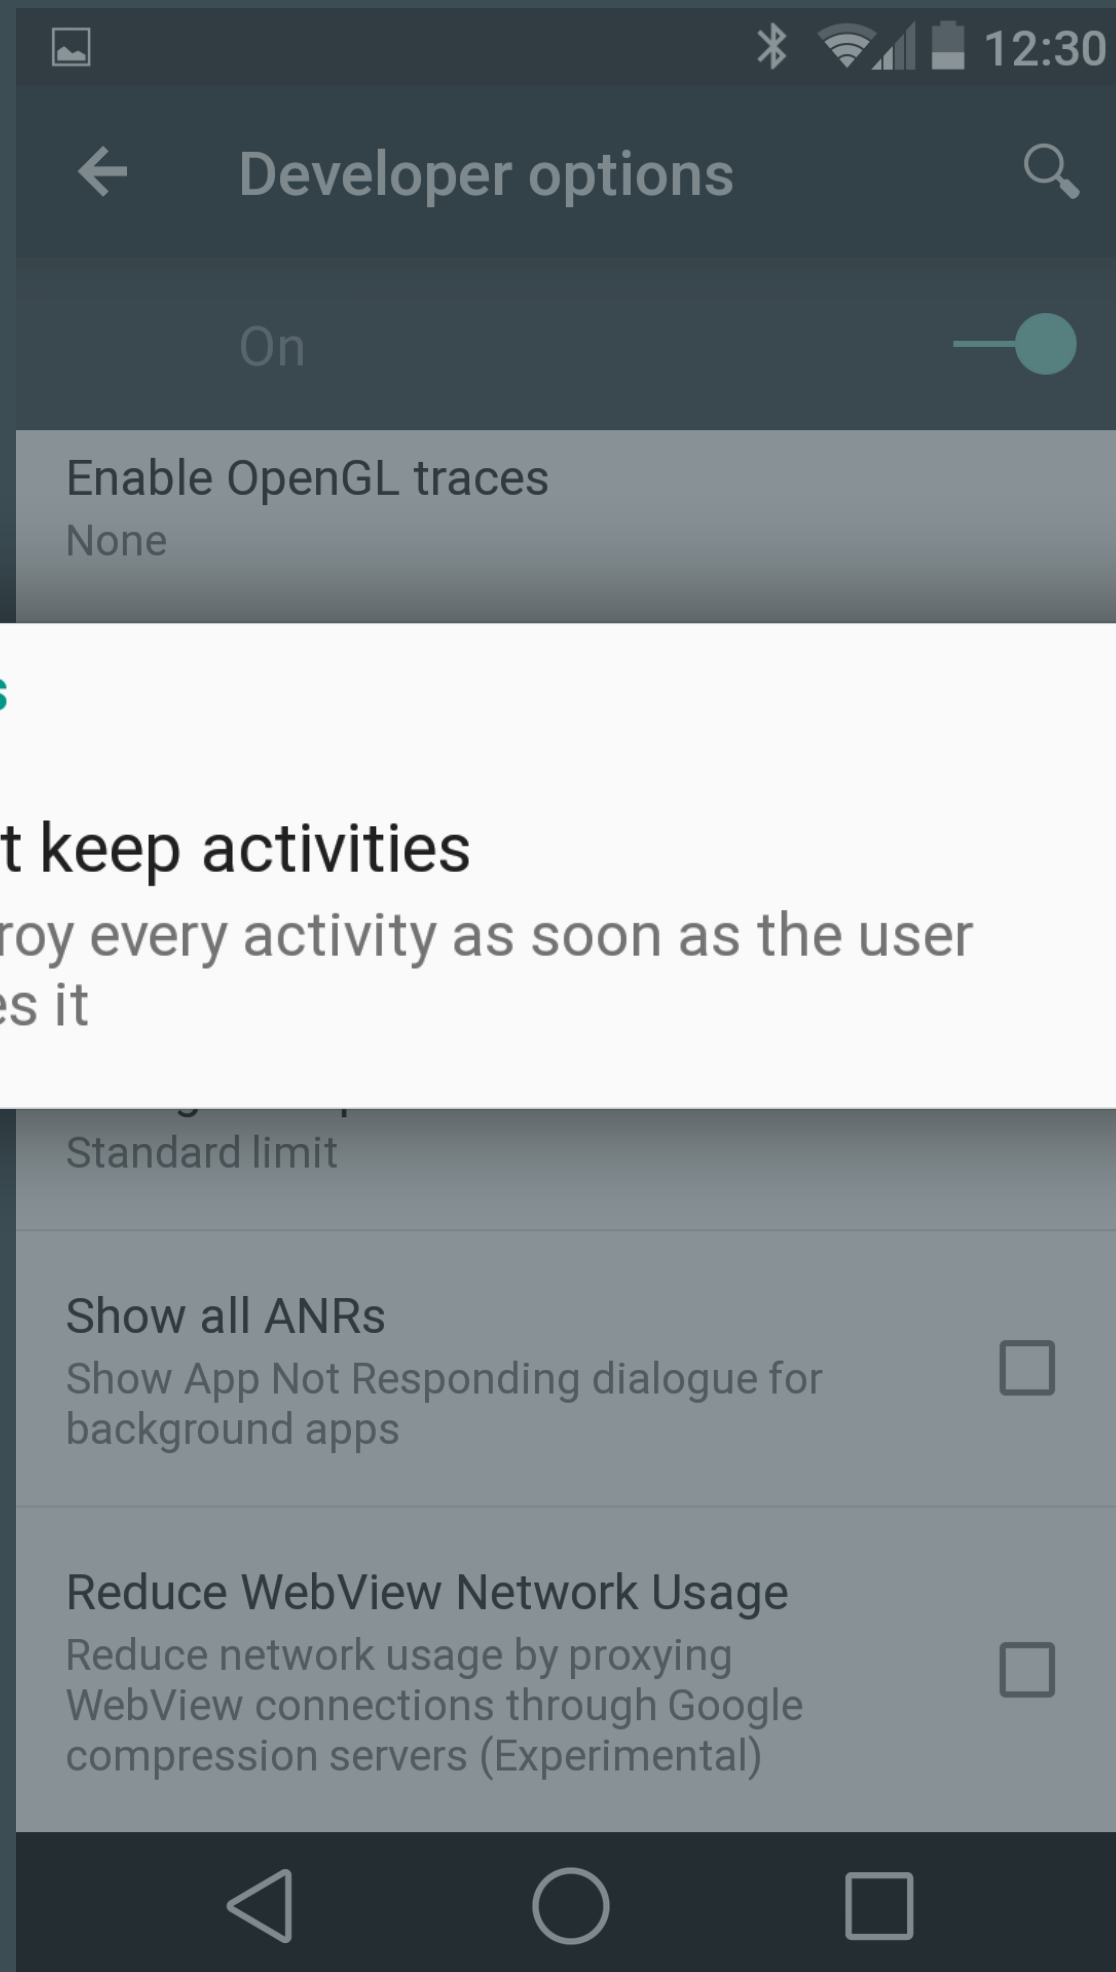 12:30
Developer options
On
Enable OpenGL traces
None
keep activities
every activity as soon as the user
it
Standard limit
Show all ANRs
Show App Not Responding dialogue for
background apps
Reduce WebView Network Usage
Reduce network usage by proxying
WebView connections through Google
compression servers (Experimental)